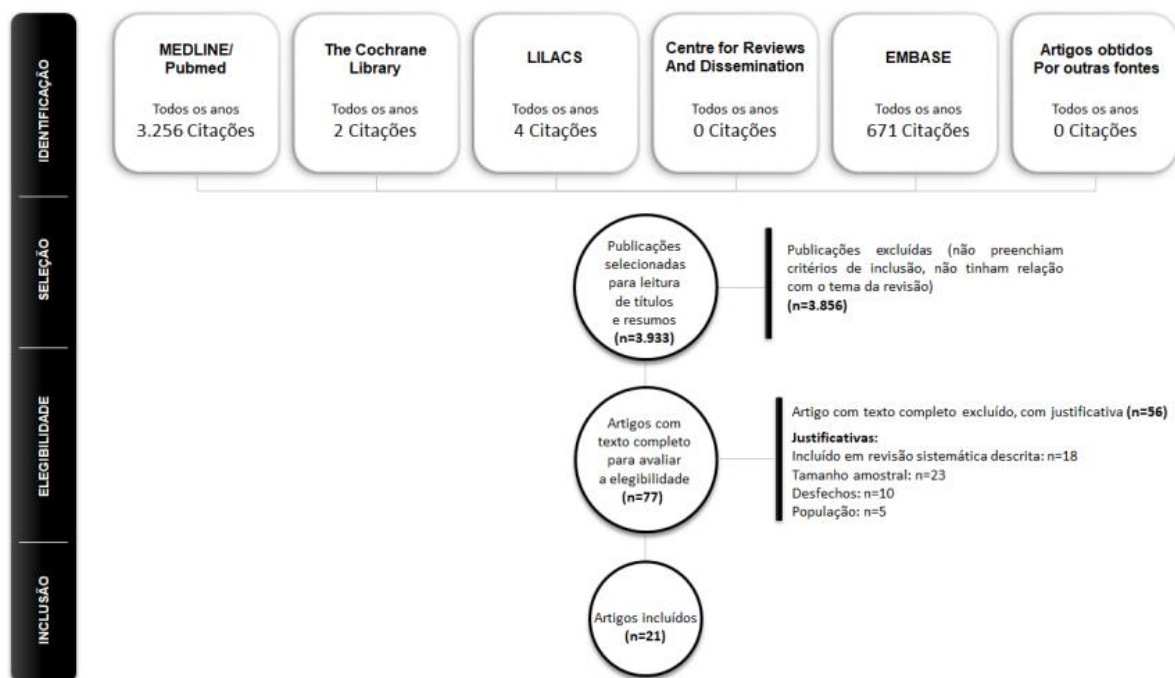 IDENTIFICAÇÃO
MEDLINE/
Pubmed
Todos os anos
3.256 Citações
The Cochrane
Library
Todos os anos
2 Citações
LILACS
Todos os anos
4 Citações
Centre for Reviews
And Dissemination
Todos os anos
0 Citações
EMBASE
Todos os anos
671 Citações
Artigos obtidos
Por outras fontes
Todos os anos
0 Citações
SELEÇÃO
Publicações
selecionadas
para leitura
de títulos
e resumos
(n=3.933)
Publicações excluídas (não preenchiam
critérios de inclusão, não tinham relação
com o tema da revisão)
(n=3.856)
ELEGIBILIDADE
Artigos com
texto completo
para avaliar
a elegibilidade
(n=77)
Artigo com texto completo excluído, com justificativa (n=56)
Justificativas:
Incluído em revisão sistemática descrita: n=18
Tamanho amostral: n=23
Desfechos: n=10
População: n=5
INCLUSÃO
Artigos incluídos
(n=21)